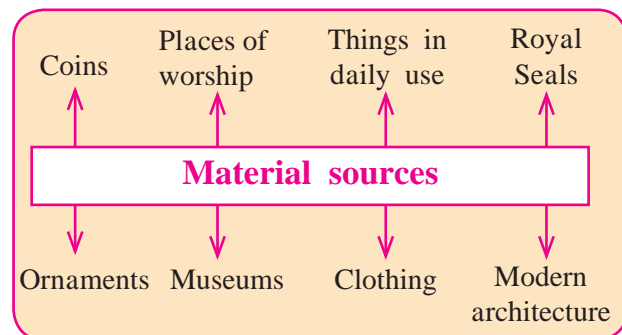 Coins
Places of
worship
Things in
daily use
Royal
Seals
Material sources
Ornaments
Museums
Clothing
Modern
architecture